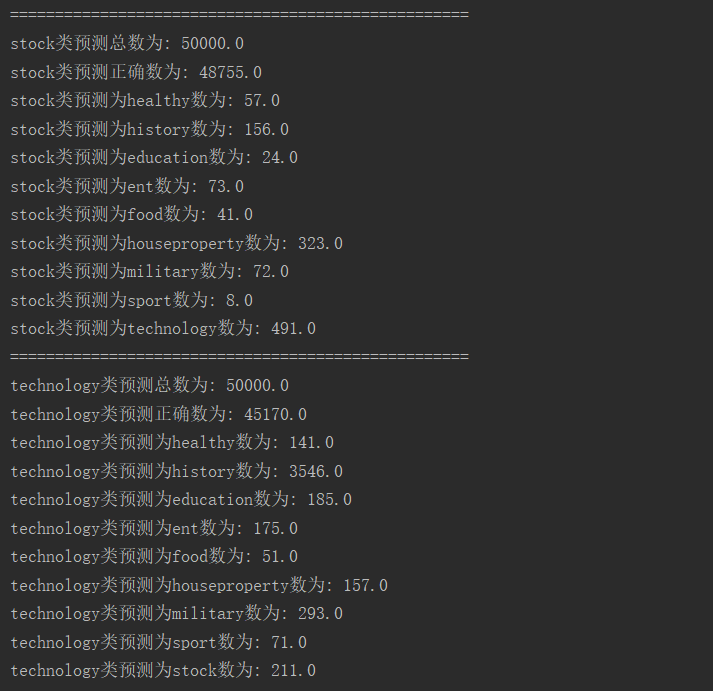 ===================================================
stock类预测总数为: 50000.0
stock类预测正确数为: 48755.0
stock类预测为healthy数为: 57.0
stock类预测为history数为: 156.0
stock类预测为education数为: 24.0
stock类预测为ent数为: 73.0
stock类预测为food数为: 41.0
stock类预测为houseproperty数为: 323.0
stock类预测为military数为: 72.0
stock类预测为sport数为: 8.0
stock类预测为technology数为: 491.0
===================================================
technology类预测总数为: 50000.0
technology类预测正确数为: 45170.0
technology类预测为healthy数为: 141.0
technology类预测为history数为: 3546.0
technology类预测为education数为: 185.0
technology类预测为ent数为: 175.0
technology类预测为food数为: 51.0
technology类预测为houseproperty数为: 157.0
technology类预测为military数为: 293.0
technology类预测为sport数为: 71.0
technology类预测为stock数为: 211.0